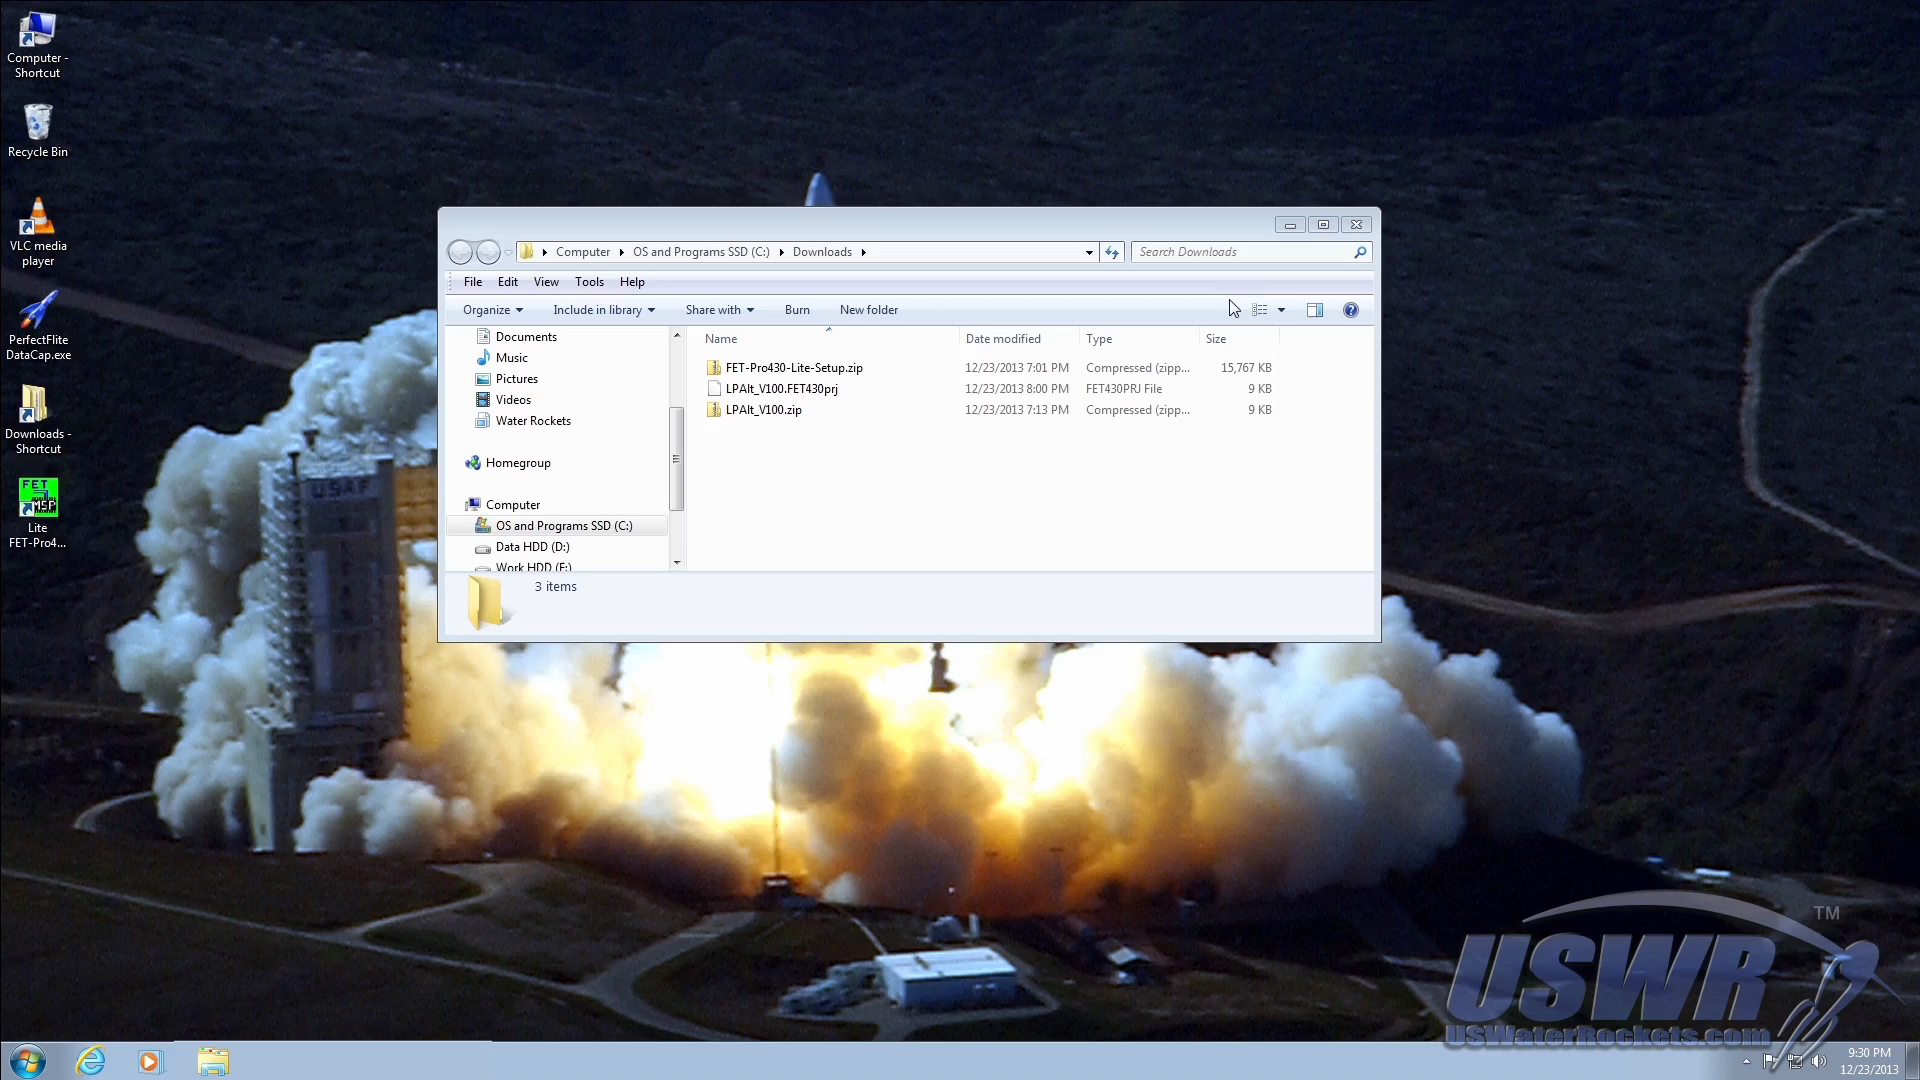 Computer -
Shortcut
Recycle Bin
VLC media
player
PerfectFlite
DataCap.exe
Downloads -
Shortcut
FET
MSP
Lite
FET-Pro4...
Computer
OS and Programs SSD (C:)
Downloads
Search Downloads
File Edit View Tools Help
Organize Include in library Share with Burn New folder
Documents
Music
Pictures
Videos
Water Rockets
Homegroup
Computer
OS and Programs SSD (C:)
Data HDD (D:)
Work HDD (F:)
Name Date modified Type Size
FET-Pro430-Lite-Setup.zip 12/23/2013 7:01 PM Compressed (zipp... 15,767 KB
LPAlt_V100.FET430prj 12/23/2013 8:00 PM FET430PRJ File 9 KB
LPAlt_V100.zip 12/23/2013 7:13 PM Compressed (zipp... 9 KB
3 items
USAF
TM
USWR
USWaterRockets.com
9:30 PM
12/23/2013